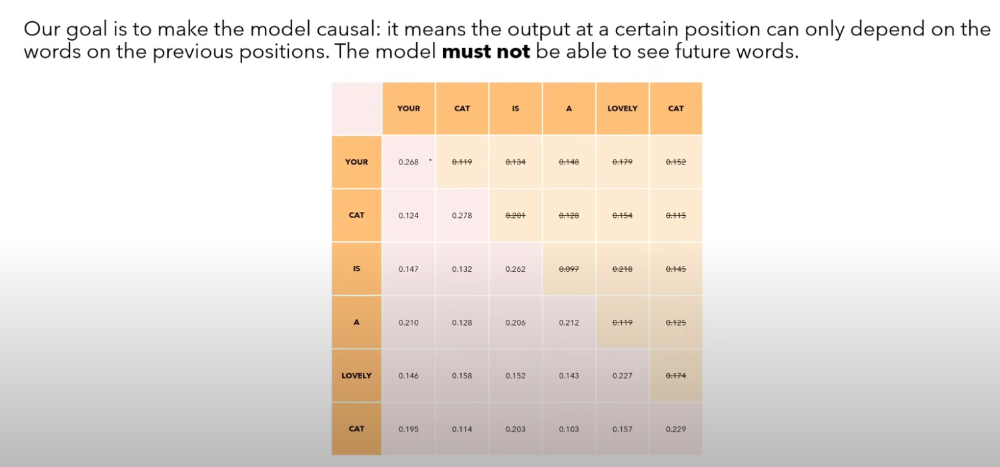 Our goal is to make the model causal: it means the output at a certain position can only depend on the
words on the previous positions. The model must not be able to see future words.
YOUR CAT IS A LOVELY CAT
YOUR 0.268 0.119 0.134 0.148 0.179 0.152
CAT 0.124 0.278 0.201 0.128 0.154 0.115
IS 0.147 0.132 0.262 0.097 0.218 0.145
A 0.210 0.128 0.206 0.212 0.119 0.125
LOVELY 0.146 0.158 0.152 0.143 0.227 0.174
CAT 0.195 0.114 0.203 0.103 0.157 0.229